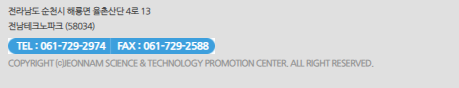 전라남도 순천시 해룡면 율촌산단 4로 13
전남테크노파크 (58034)
TEL : 061-729-2974 FAX : 061-729-2588
COPYRIGHT (c)JEONNAM SCIENCE & TECHNOLOGY PROMOTION CENTER. ALL RIGHT RESERVED.